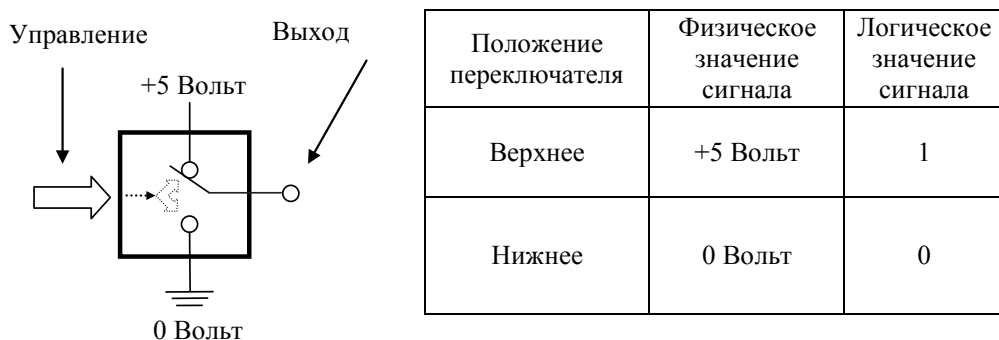 Управление
Выход
+5 Вольт
0 Вольт
Положение переключателя
Физическое значение сигнала
Логическое значение сигнала
Верхнее
+5 Вольт
1
Нижнее
0 Вольт
0